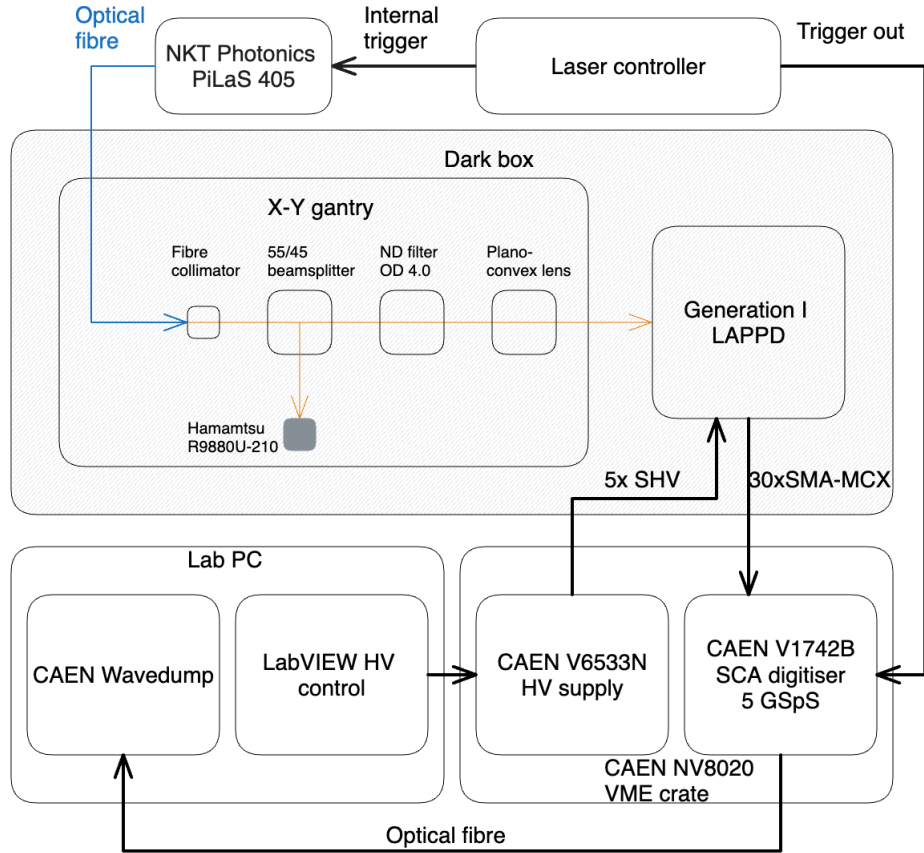 Optical
fibre
NKT Photonics
PiLaS 405
Internal
trigger
Laser controller
Trigger out
Dark box
X-Y gantry
Fibre
collimator
55/45
beamsplitter
ND filter
OD 4.0
Plano-
convex lens
Generation I
LAPPD
Hamamtsu
R9880U-210
5x SHV
30xSMA-MCX
Lab PC
CAEN Wavedump
LabVIEW HV
control
CAEN V6533N
HV supply
CAEN V1742B
SCA digitiser
5 GSpS
CAEN NV8020
VME crate
Optical fibre